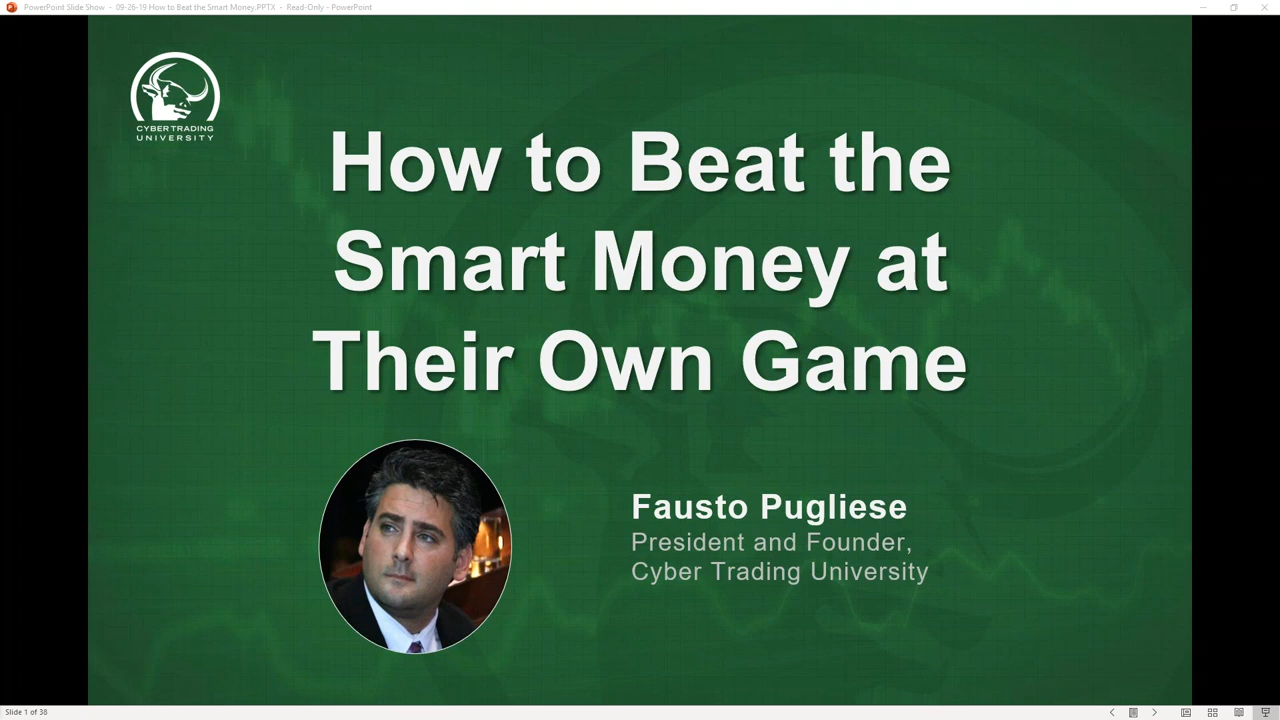 PowerPoint Slide Show - 09-26-19 How to Beat the Smart Money.PPTX - Read-Only - PowerPoint
CYBER TRADING
UNIVERSITY
How to Beat the
Smart Money at
Their Own Game
Fausto Pugliese
President and Founder,
Cyber Trading University
Slide 1 of 38